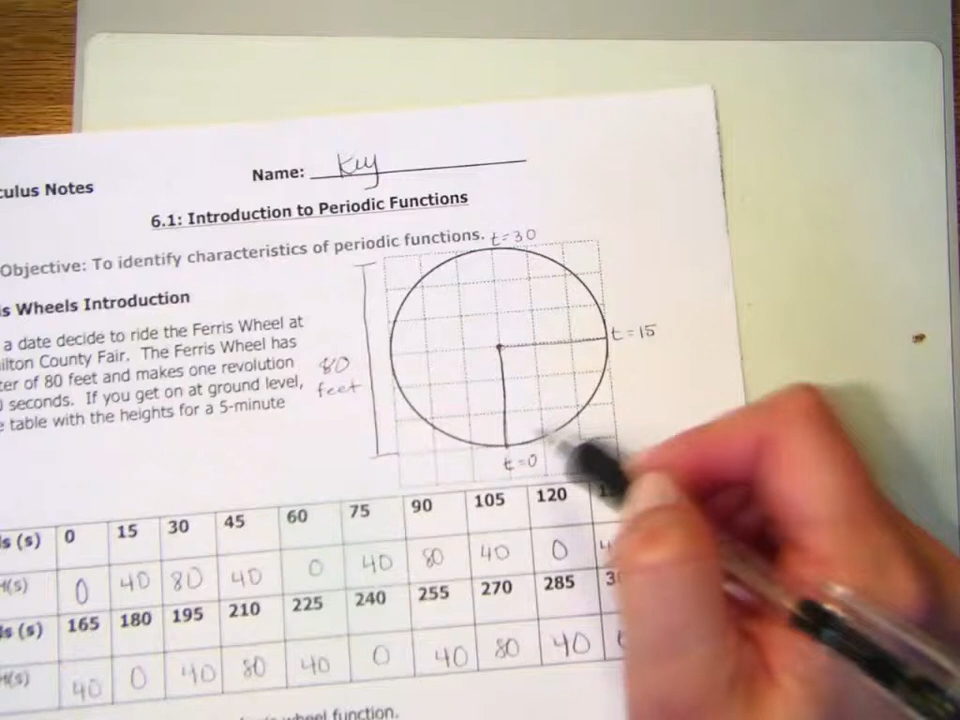 culus Notes
Name: Key
6.1: Introduction to Periodic Functions
Objective: To identify characteristics of periodic functions.
t=30
s Wheels Introduction
a date decide to ride the Ferris Wheel at
ilton County Fair. The Ferris Wheel has
ter of 80 feet and makes one revolution
0 seconds. If you get on at ground level,
e table with the heights for a 5-minute
80
feet
t=15
t=0
ls (s) 0 15 30 45 60 75 90 105 120
H(s) 0 40 80 40 0 40 80 40 0
ls (s) 165 180 195 210 225 240 255 270 285
H(s) 40 0 40 80 40 0 40 80 40
wheel function.